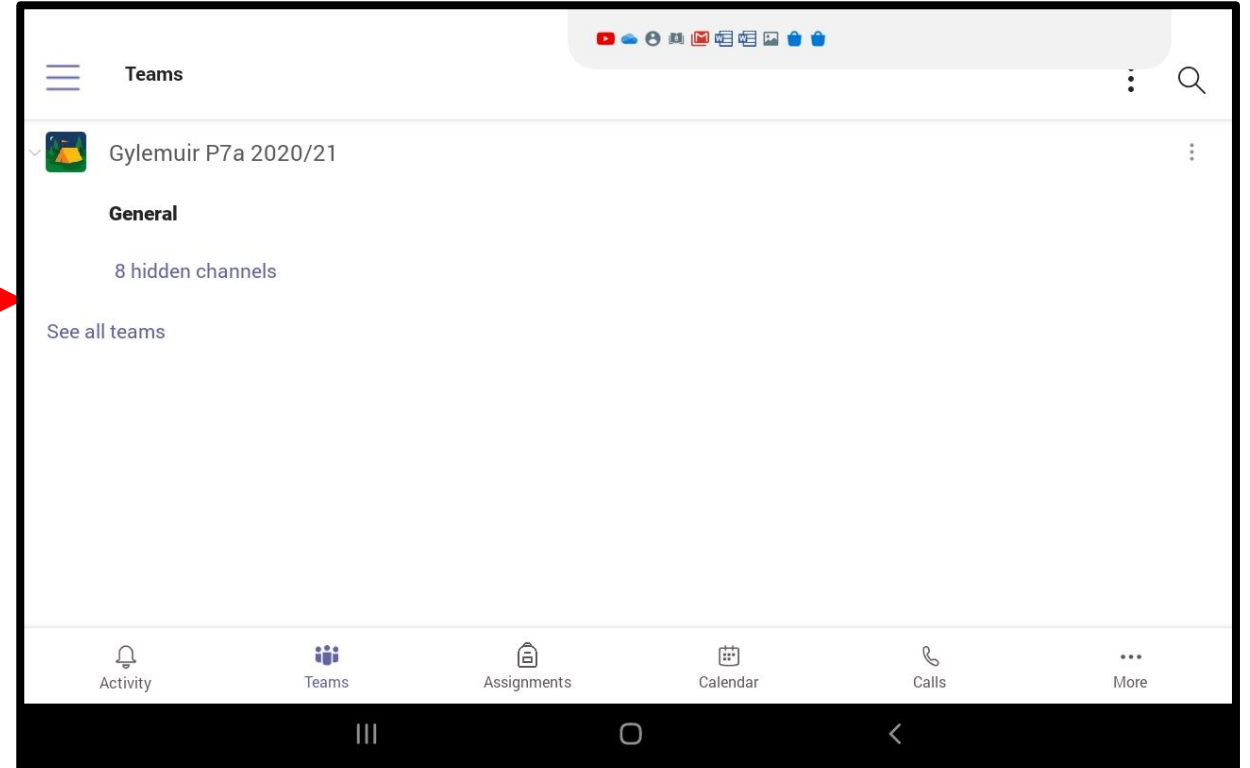 Teams
Gylemuir P7a 2020/21
General
8 hidden channels
See all teams
Activity Teams Assignments Calendar Calls More